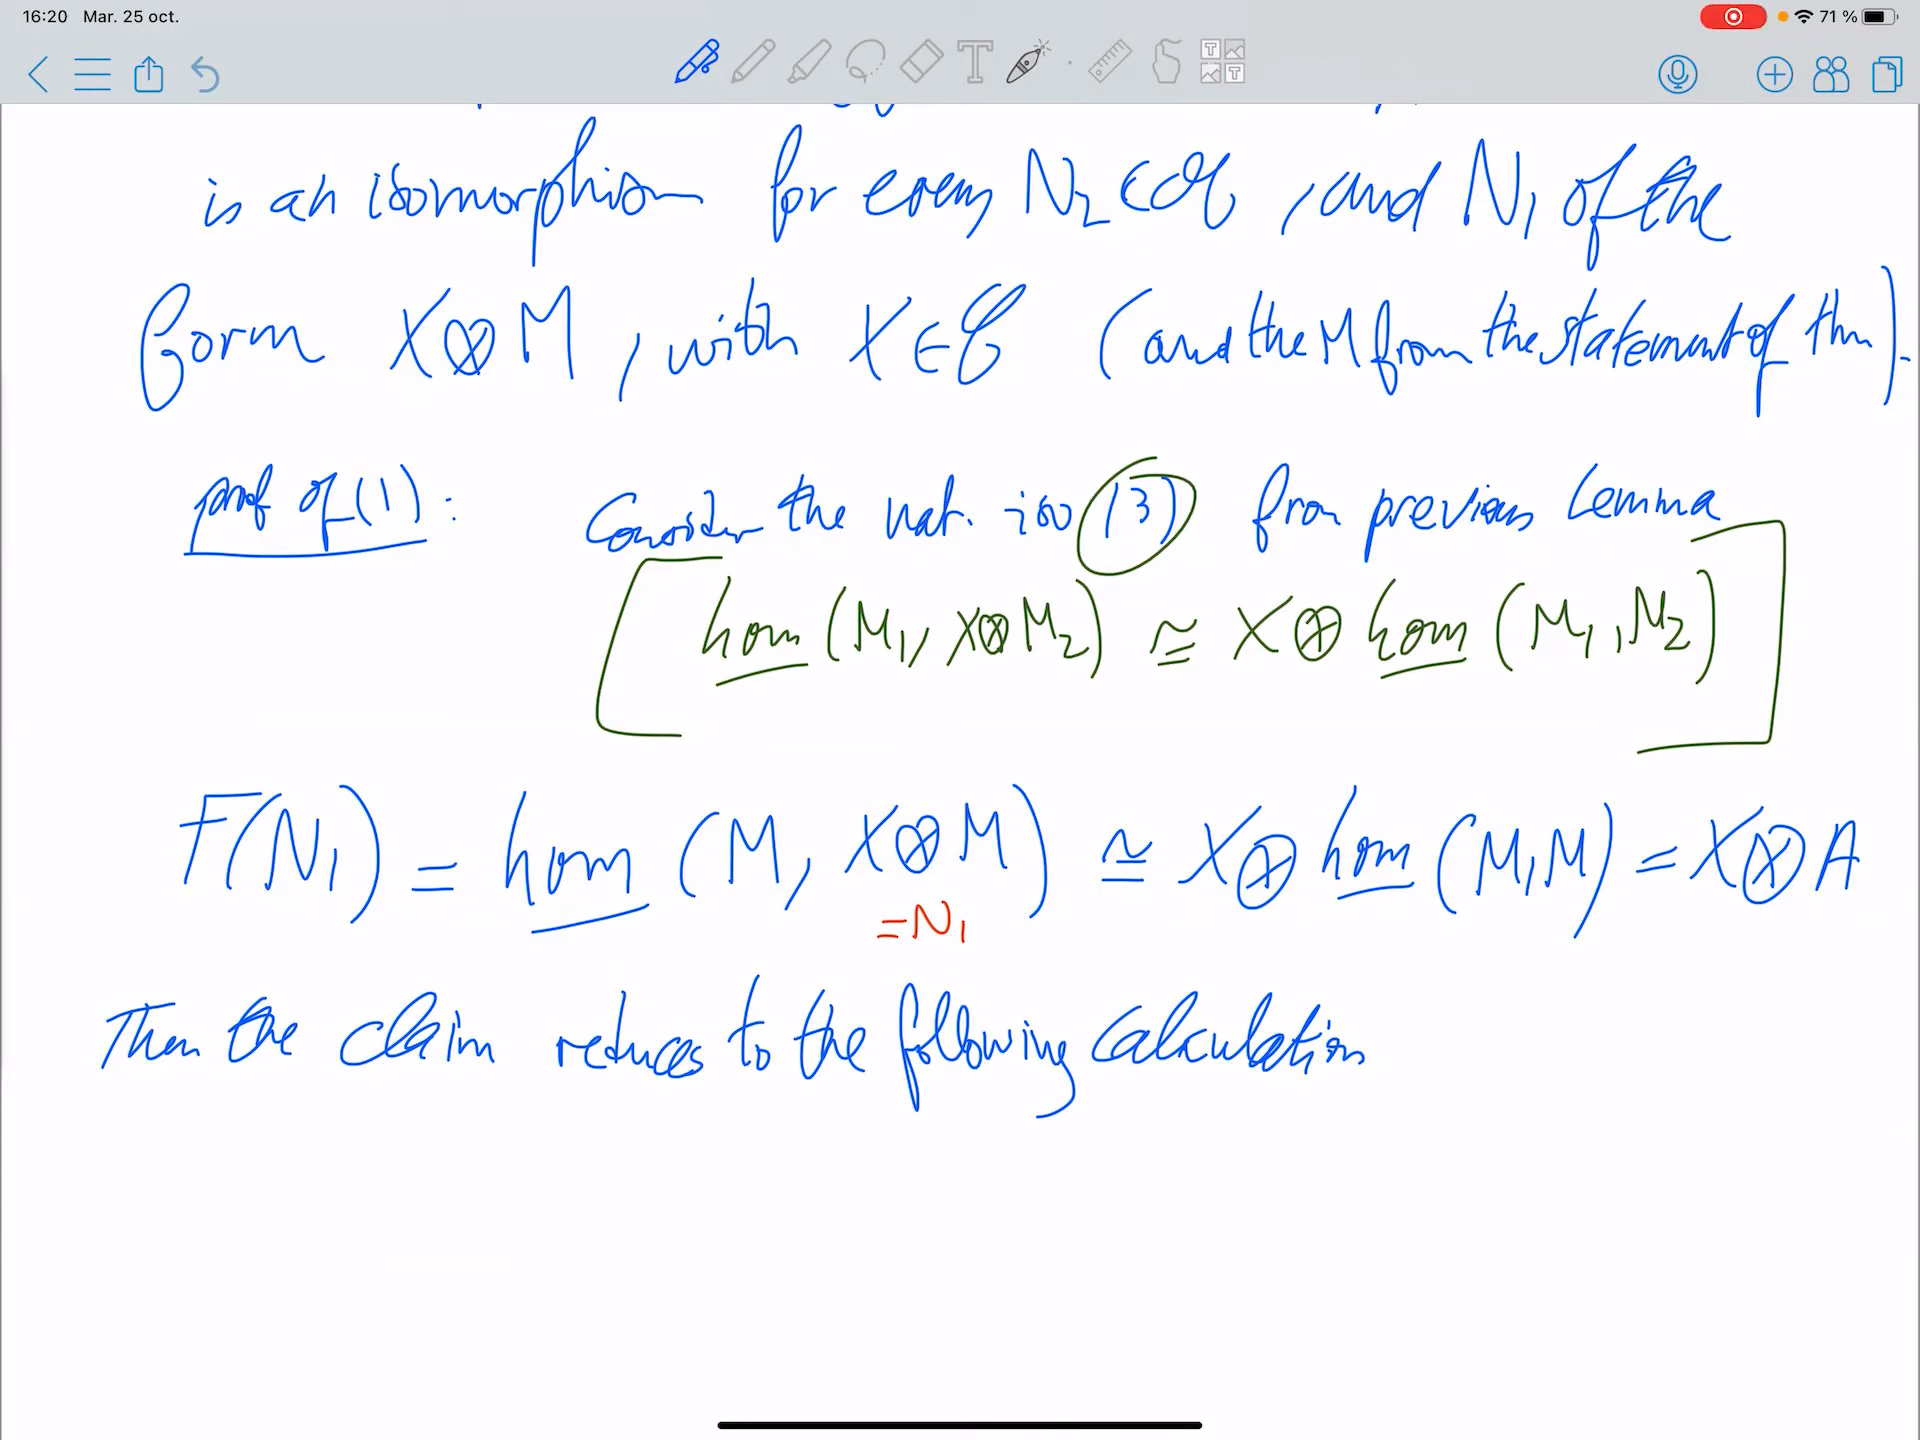 16:20 Mar. 25 oct. 71 %
is an isomorphism for every N₂ ∈ ℳ, and N₁ of the
form X⊗M, with X∈𝒞 (and the M from the statement of thm).
proof of (1): Consider the nat. iso (3) from previous Lemma
hom (M₁, X⊗M₂) ≅ X⊗hom (M₁, M₂)
F(N₁) = hom (M, X⊗M) ≅ X⊗hom (M, M) = X⊗A
=N₁
Then the claim reduces to the following calculation